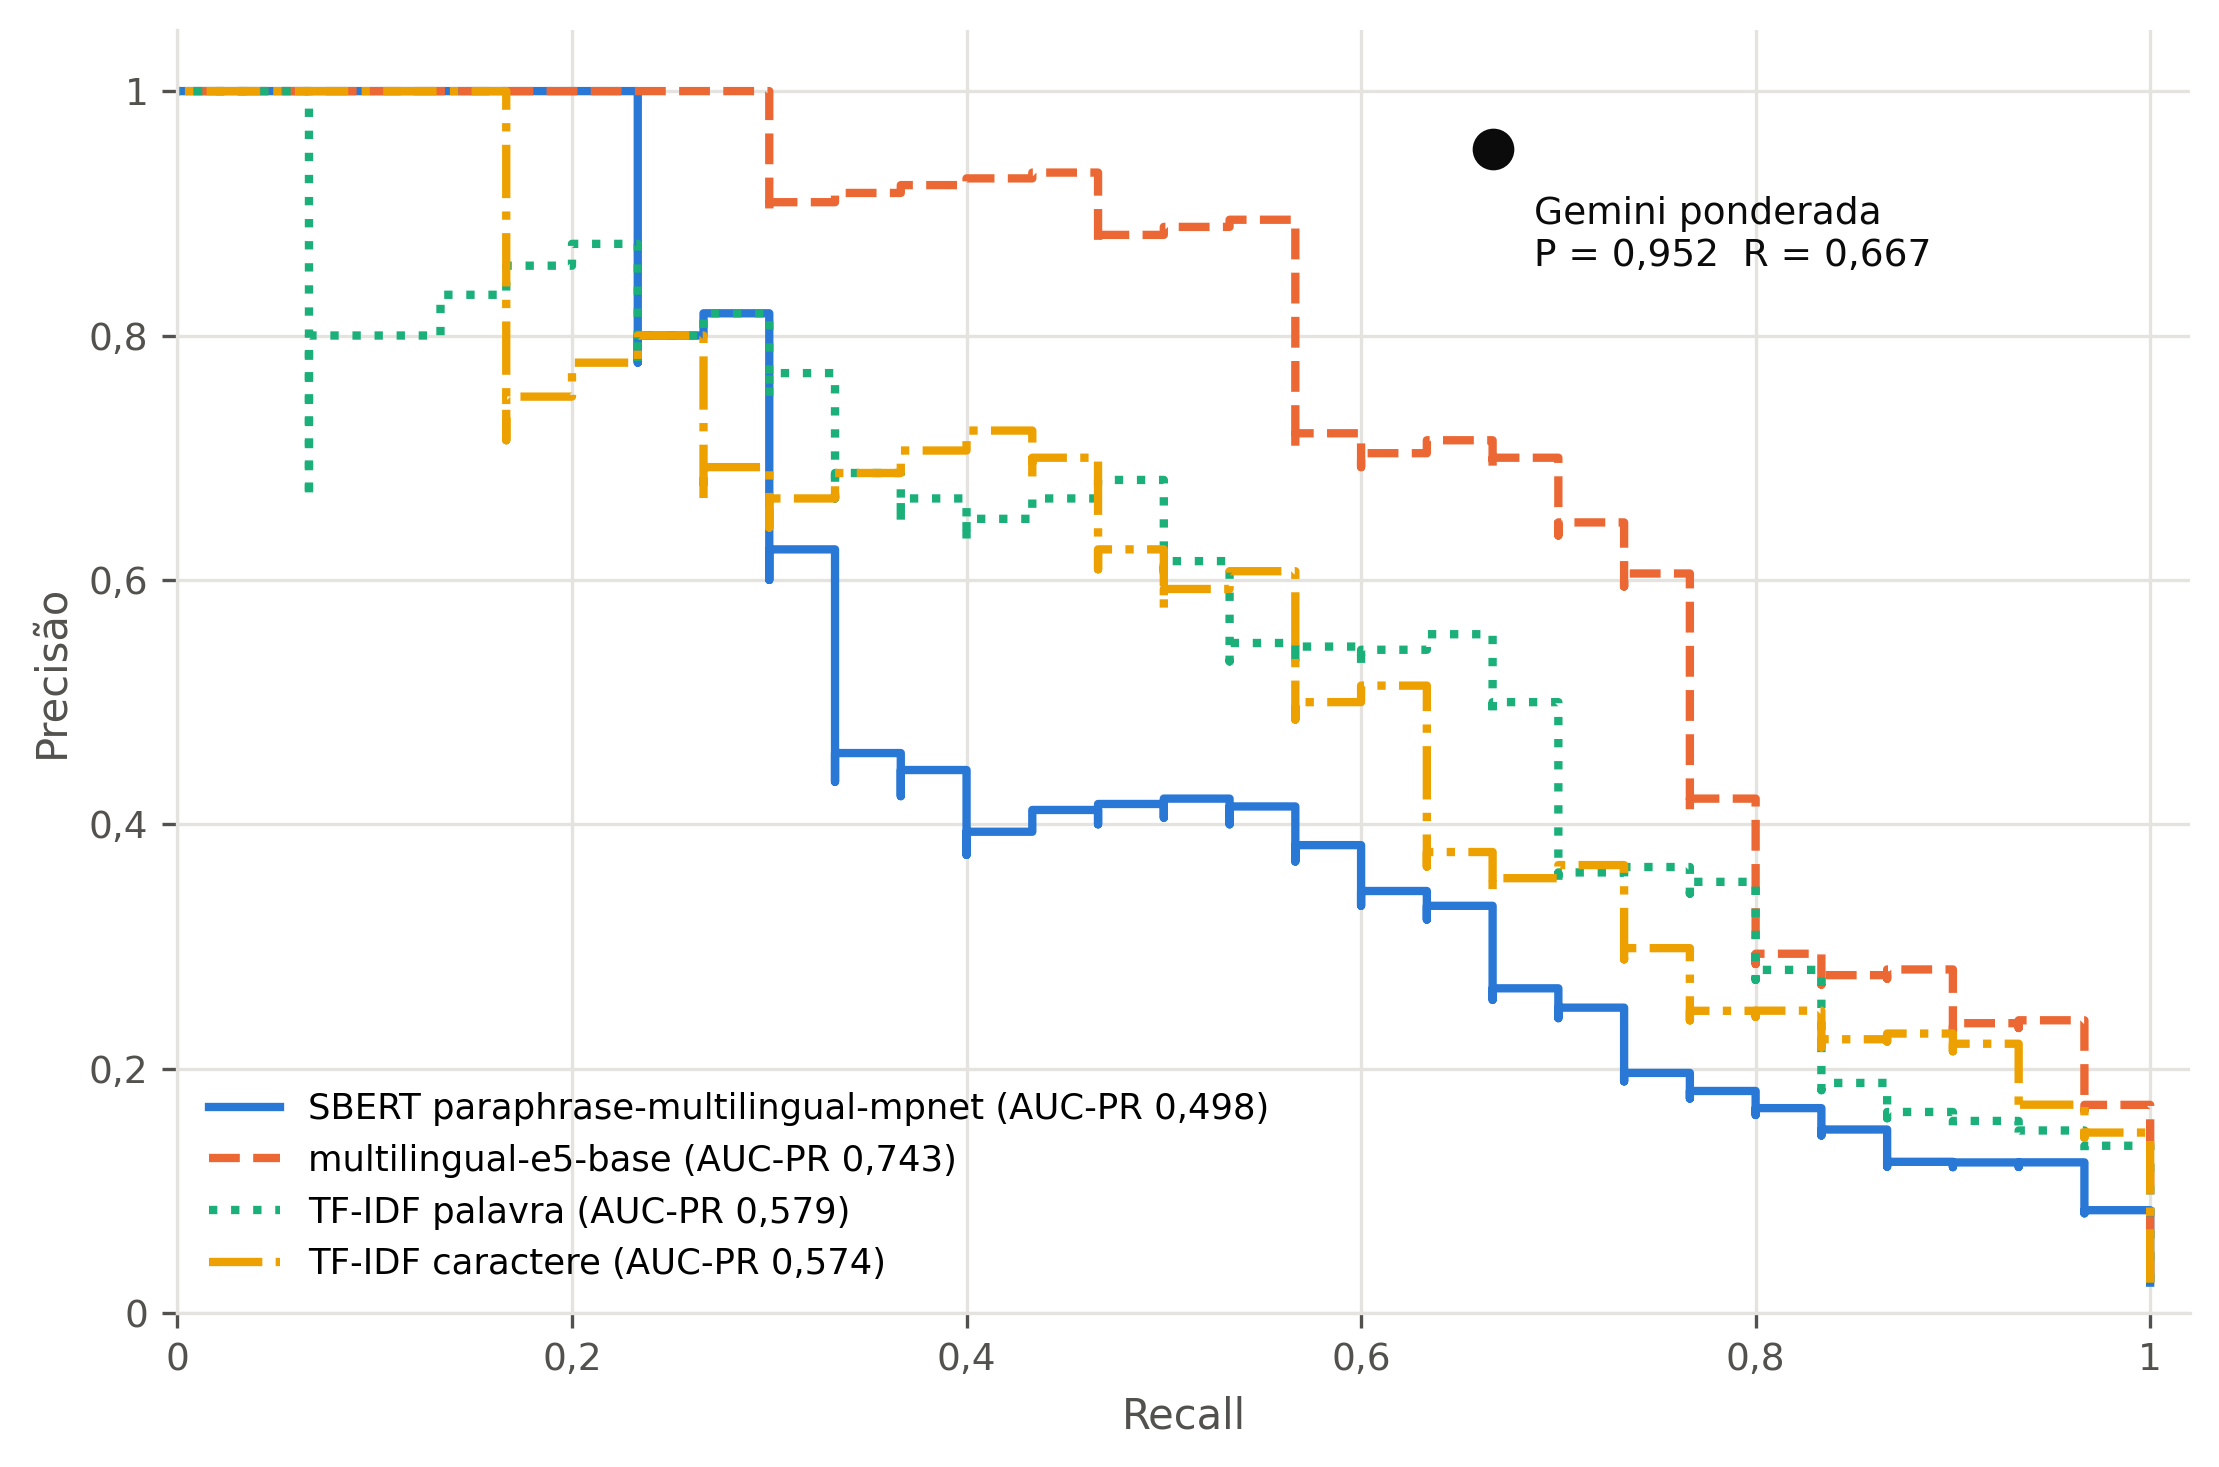 1
0,8
0,6
0,4
0,2
0
Precisão
Gemini ponderada
P = 0,952  R = 0,667
SBERT paraphrase-multilingual-mpnet (AUC-PR 0,498)
multilingual-e5-base (AUC-PR 0,743)
TF-IDF palavra (AUC-PR 0,579)
TF-IDF caractere (AUC-PR 0,574)
0 0,2 0,4 0,6 0,8 1
Recall